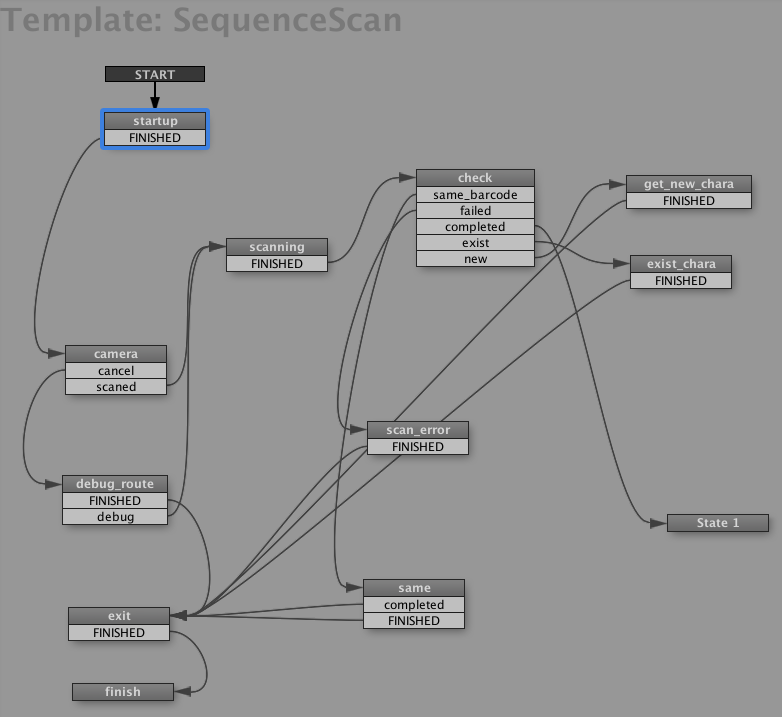 Template: SequenceScan
START
startup
FINISHED
check
same_barcode
failed
completed
exist
new
get_new_chara
FINISHED
scanning
FINISHED
exist_chara
FINISHED
camera
cancel
scaned
scan_error
FINISHED
debug_route
FINISHED
debug
State 1
same
completed
FINISHED
exit
FINISHED
finish